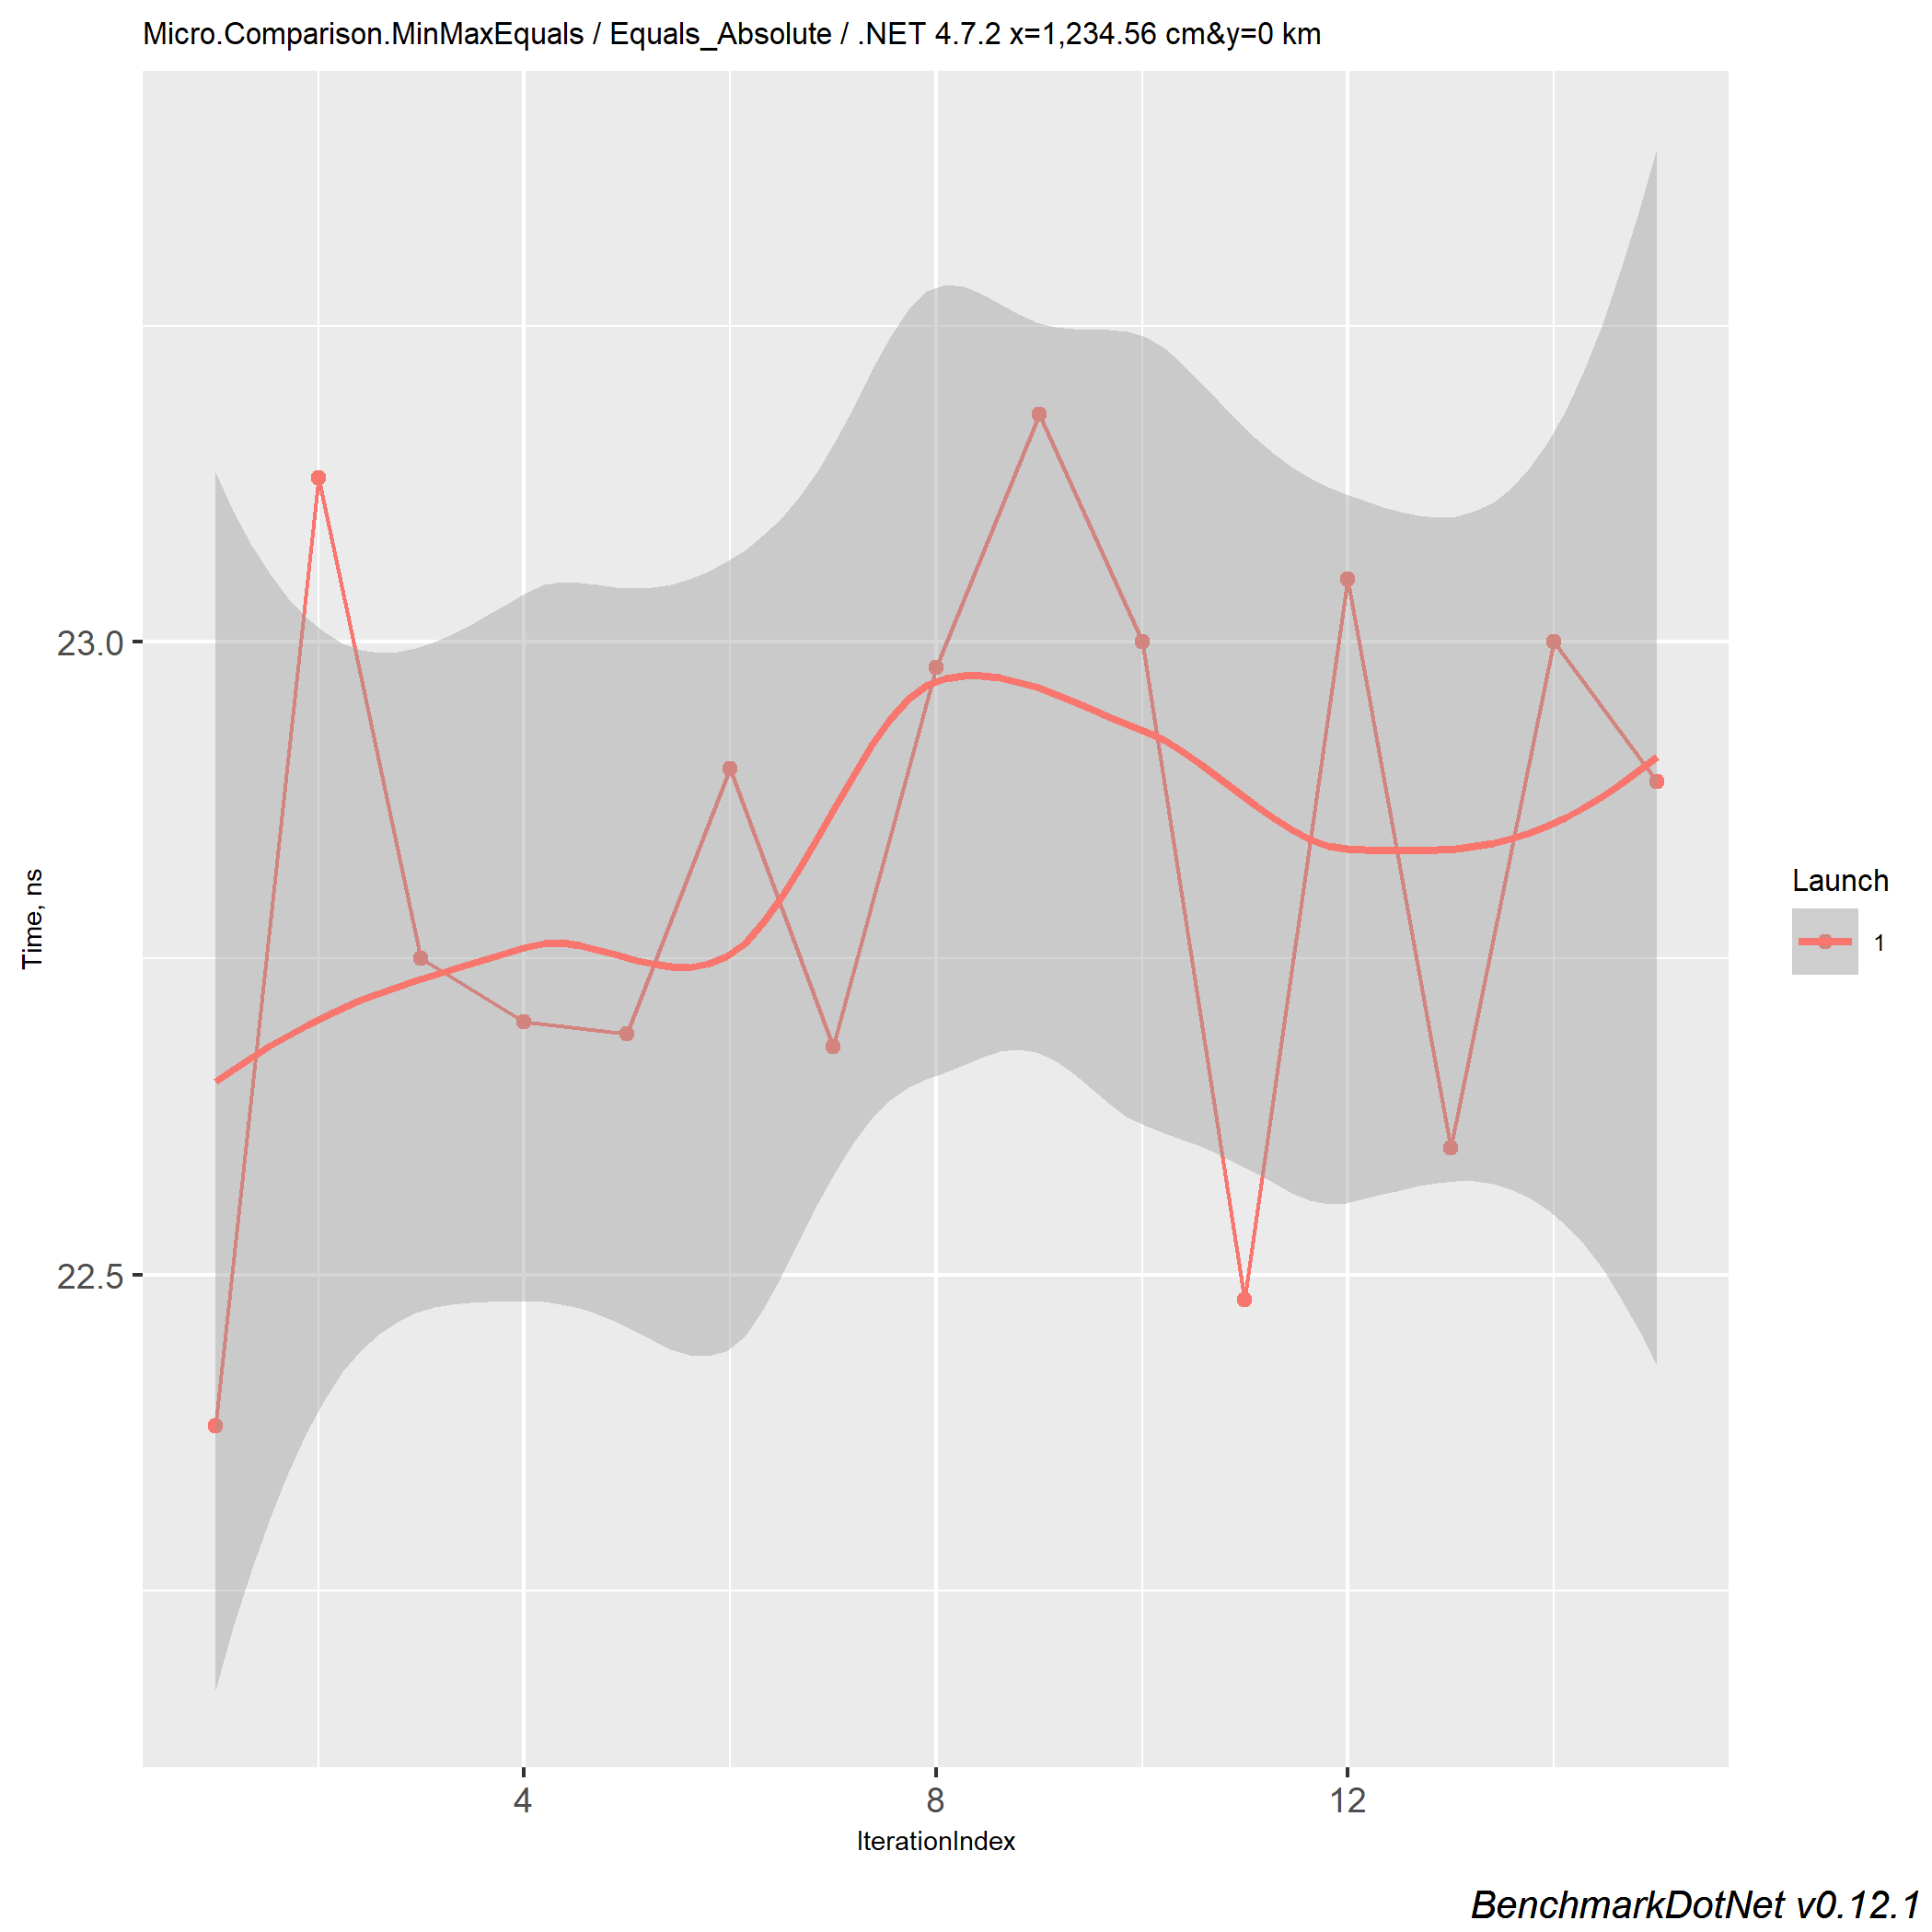 Micro.Comparison.MinMaxEquals / Equals_Absolute / .NET 4.7.2 x=1,234.56 cm&y=0 km
23.0
22.5
Time, ns
4 8 12
IterationIndex
Launch
1
BenchmarkDotNet v0.12.1